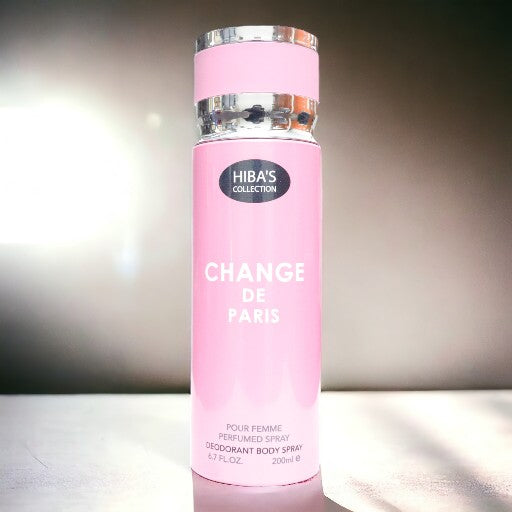 HIBA'S
COLLECTION
CHANGE
DE
PARIS
POUR FEMME
PERFUMED SPRAY
DEODORANT BODY SPRAY
6.7 FL.OZ. 200ml e